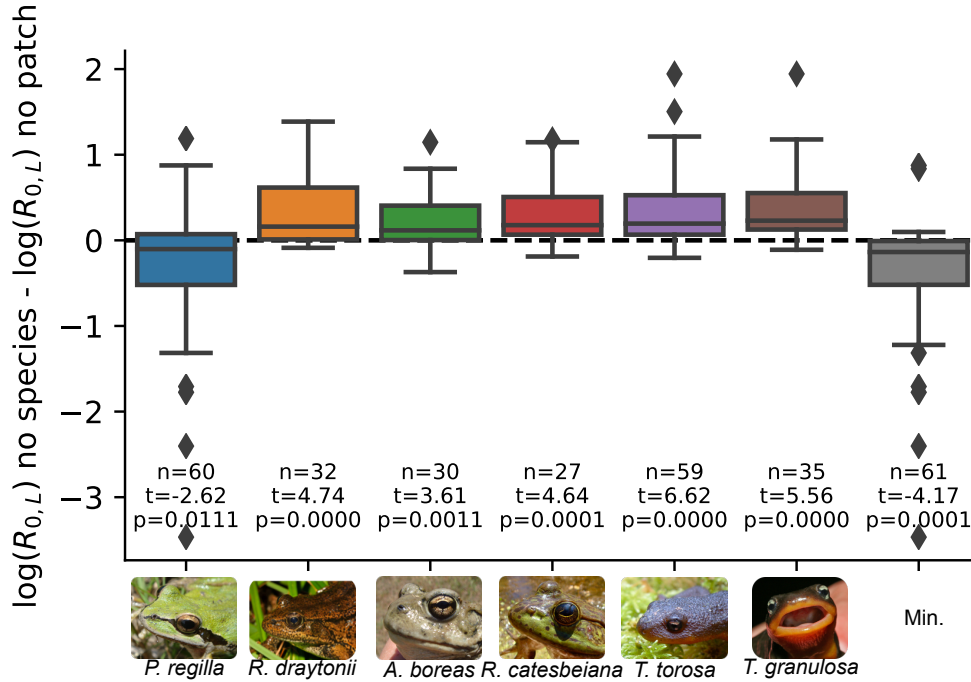 log(R0,L) no species - log(R0,L) no patch
2
1
0
−1
−2
−3
n=60 n=32 n=30 n=27 n=59 n=35 n=61
t=-2.62 t=4.74 t=3.61 t=4.64 t=6.62 t=5.56 t=-4.17
p=0.0111 p=0.0000 p=0.0011 p=0.0001 p=0.0000 p=0.0000 p=0.0001
Min.
P. regilla R. draytonii A. boreas R. catesbeiana T. torosa T. granulosa